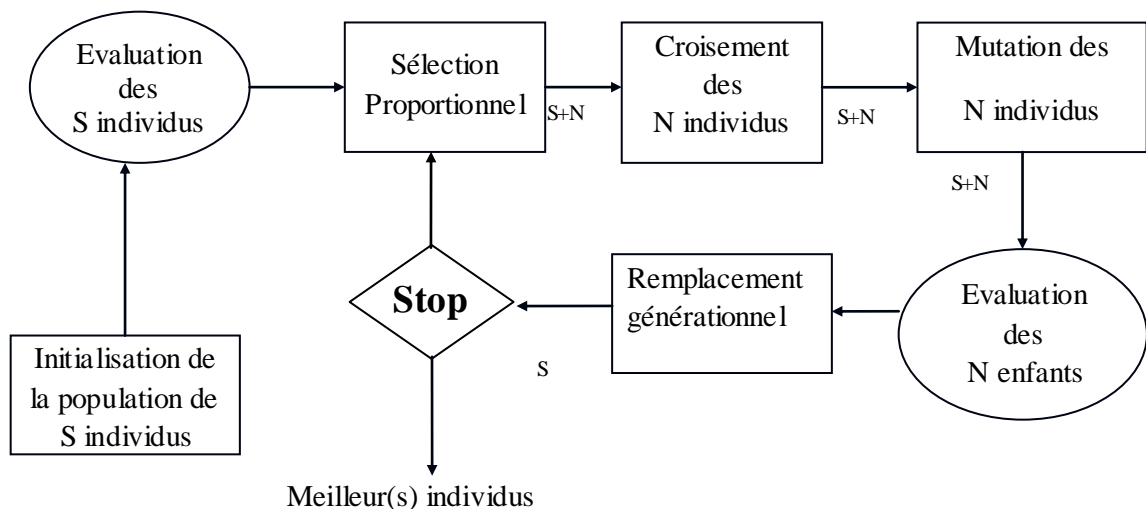 Evaluation
des
S individus
Sélection
Proportionnel
S+N
Croisement
des
N individus
S+N
Mutation des
N individus
S+N
Evaluation
des
N enfants
Remplacement
générationnel
S
Stop
Initialisation de
la population de
S individus
Meilleur(s) individus